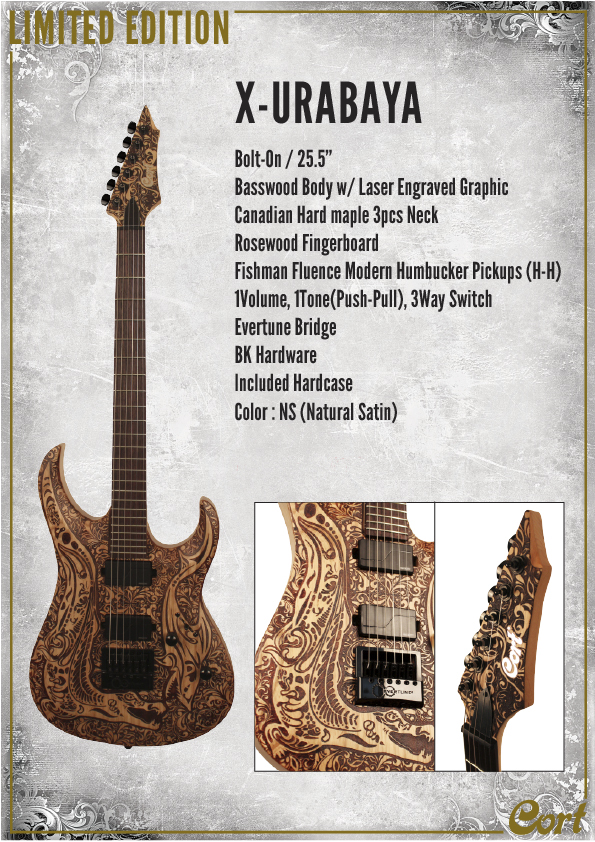 LIMITED EDITION
X-URABAYA
Bolt-On / 25.5”
Basswood Body w/ Laser Engraved Graphic
Canadian Hard maple 3pcs Neck
Rosewood Fingerboard
Fishman Fluence Modern Humbucker Pickups (H-H)
1Volume, 1Tone(Push-Pull), 3Way Switch
Evertune Bridge
BK Hardware
Included Hardcase
Color : NS (Natural Satin)
Cort
Cort